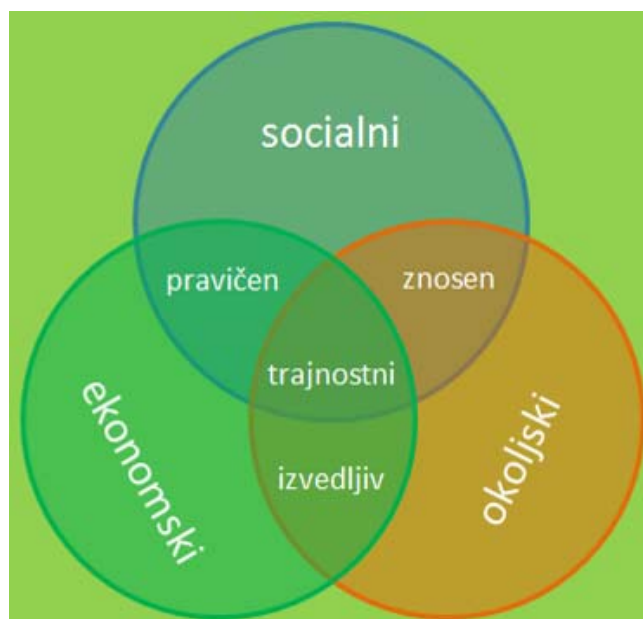 socialni
pravičen
znosen
trajnostni
ekonomski
izvedljiv
okoljski